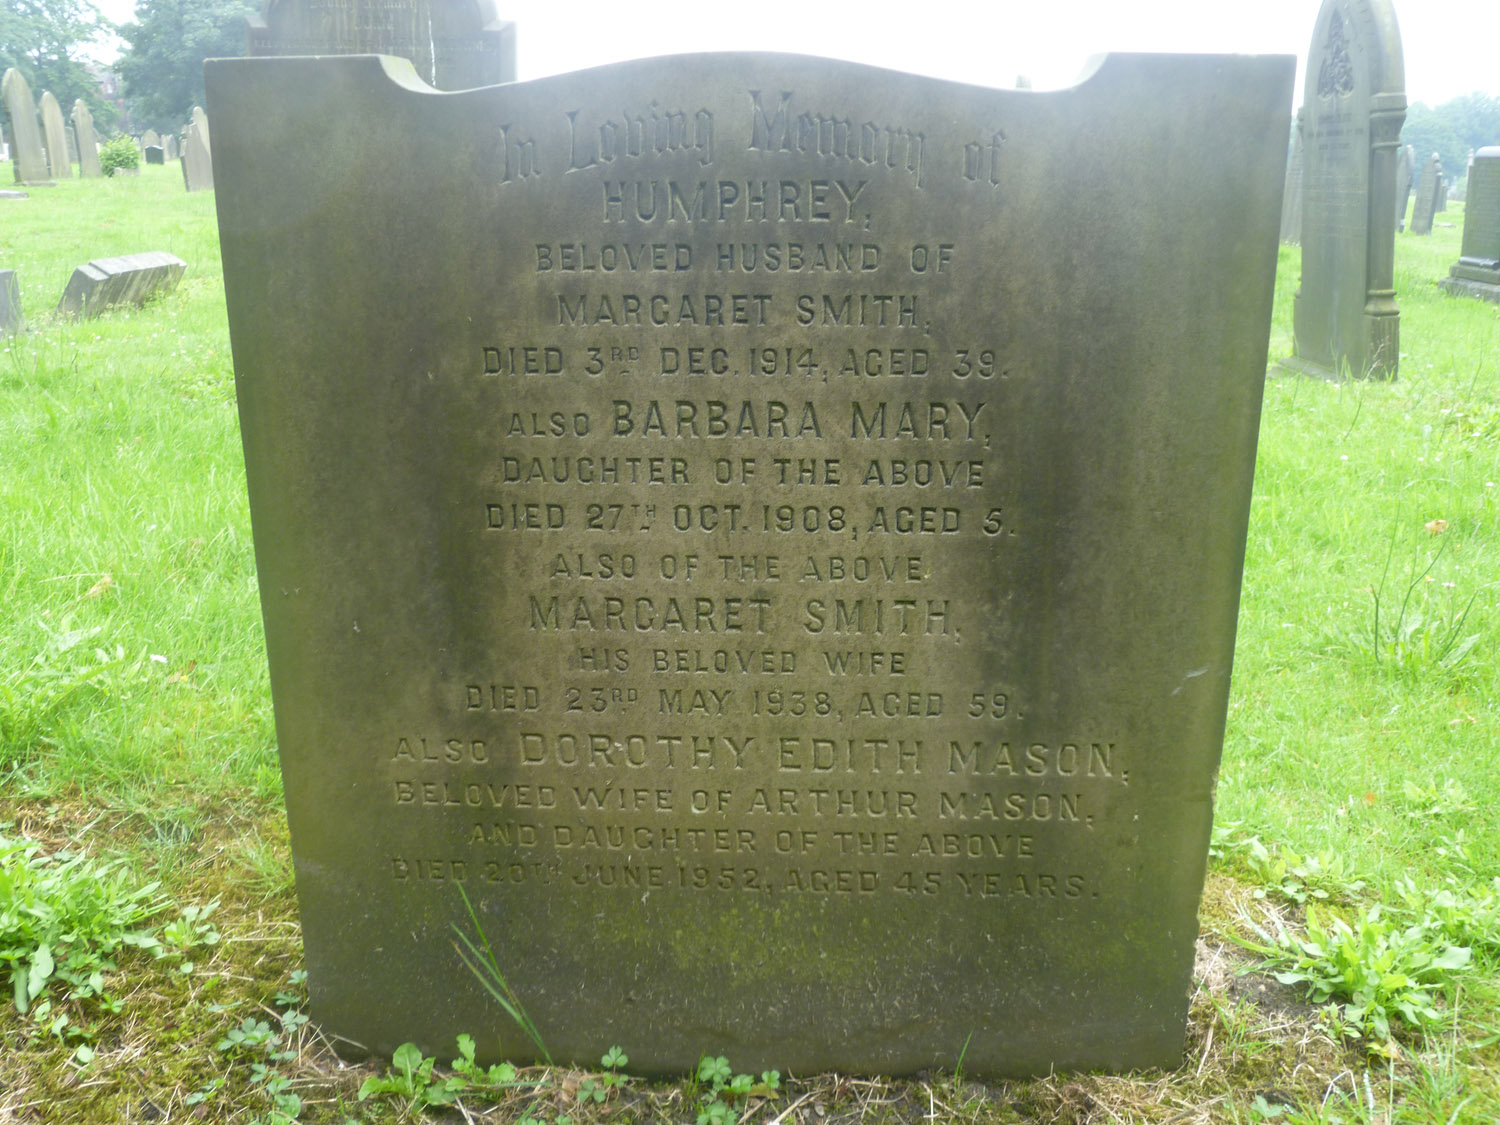 In Loving Memory of
HUMPHREY,
BELOVED HUSBAND OF
MARGARET SMITH,
DIED 3RD DEC. 1914, AGED 39.
ALSO BARBARA MARY,
DAUGHTER OF THE ABOVE
DIED 27TH OCT. 1908, AGED 5.
ALSO OF THE ABOVE
MARGARET SMITH,
HIS BELOVED WIFE
DIED 23RD MAY 1938, AGED 59.
ALSO DOROTHY EDITH MASON,
BELOVED WIFE OF ARTHUR MASON,
AND DAUGHTER OF THE ABOVE
DIED 20TH JUNE 1952, AGED 45 YEARS.